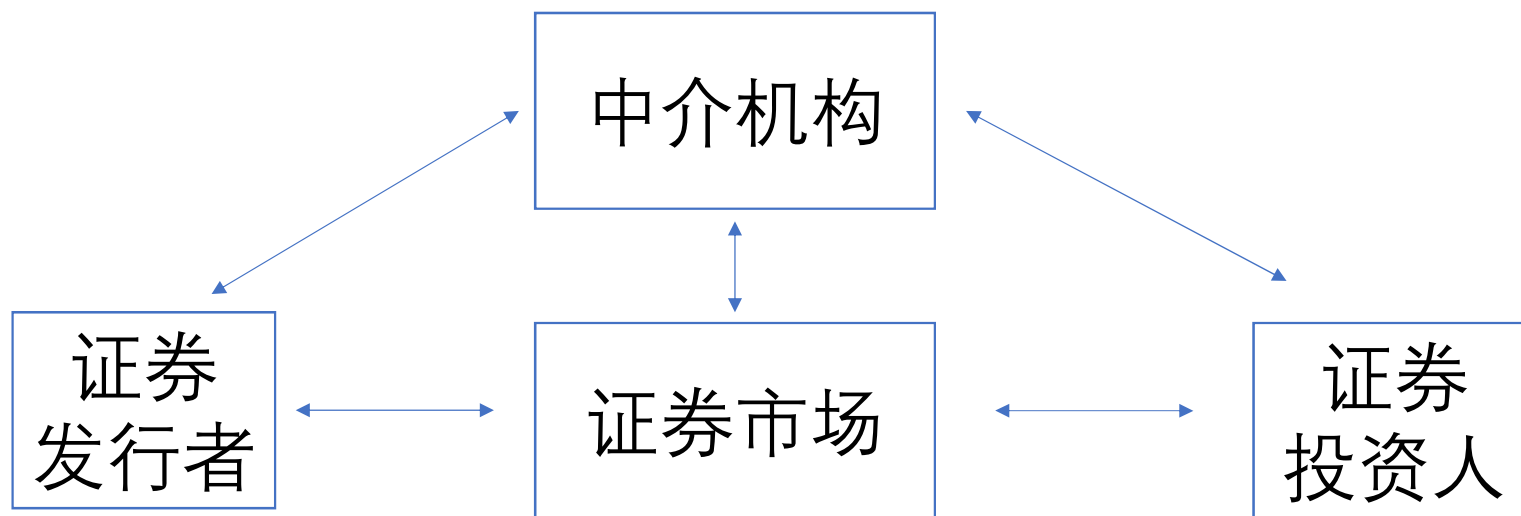 中介机构
证券
发行者
证券市场
证券
投资人